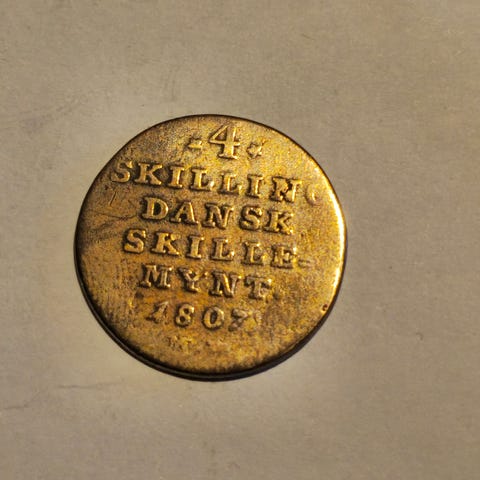 4
SKILLING
DANSK
SKILLE-
MYNT.
1807